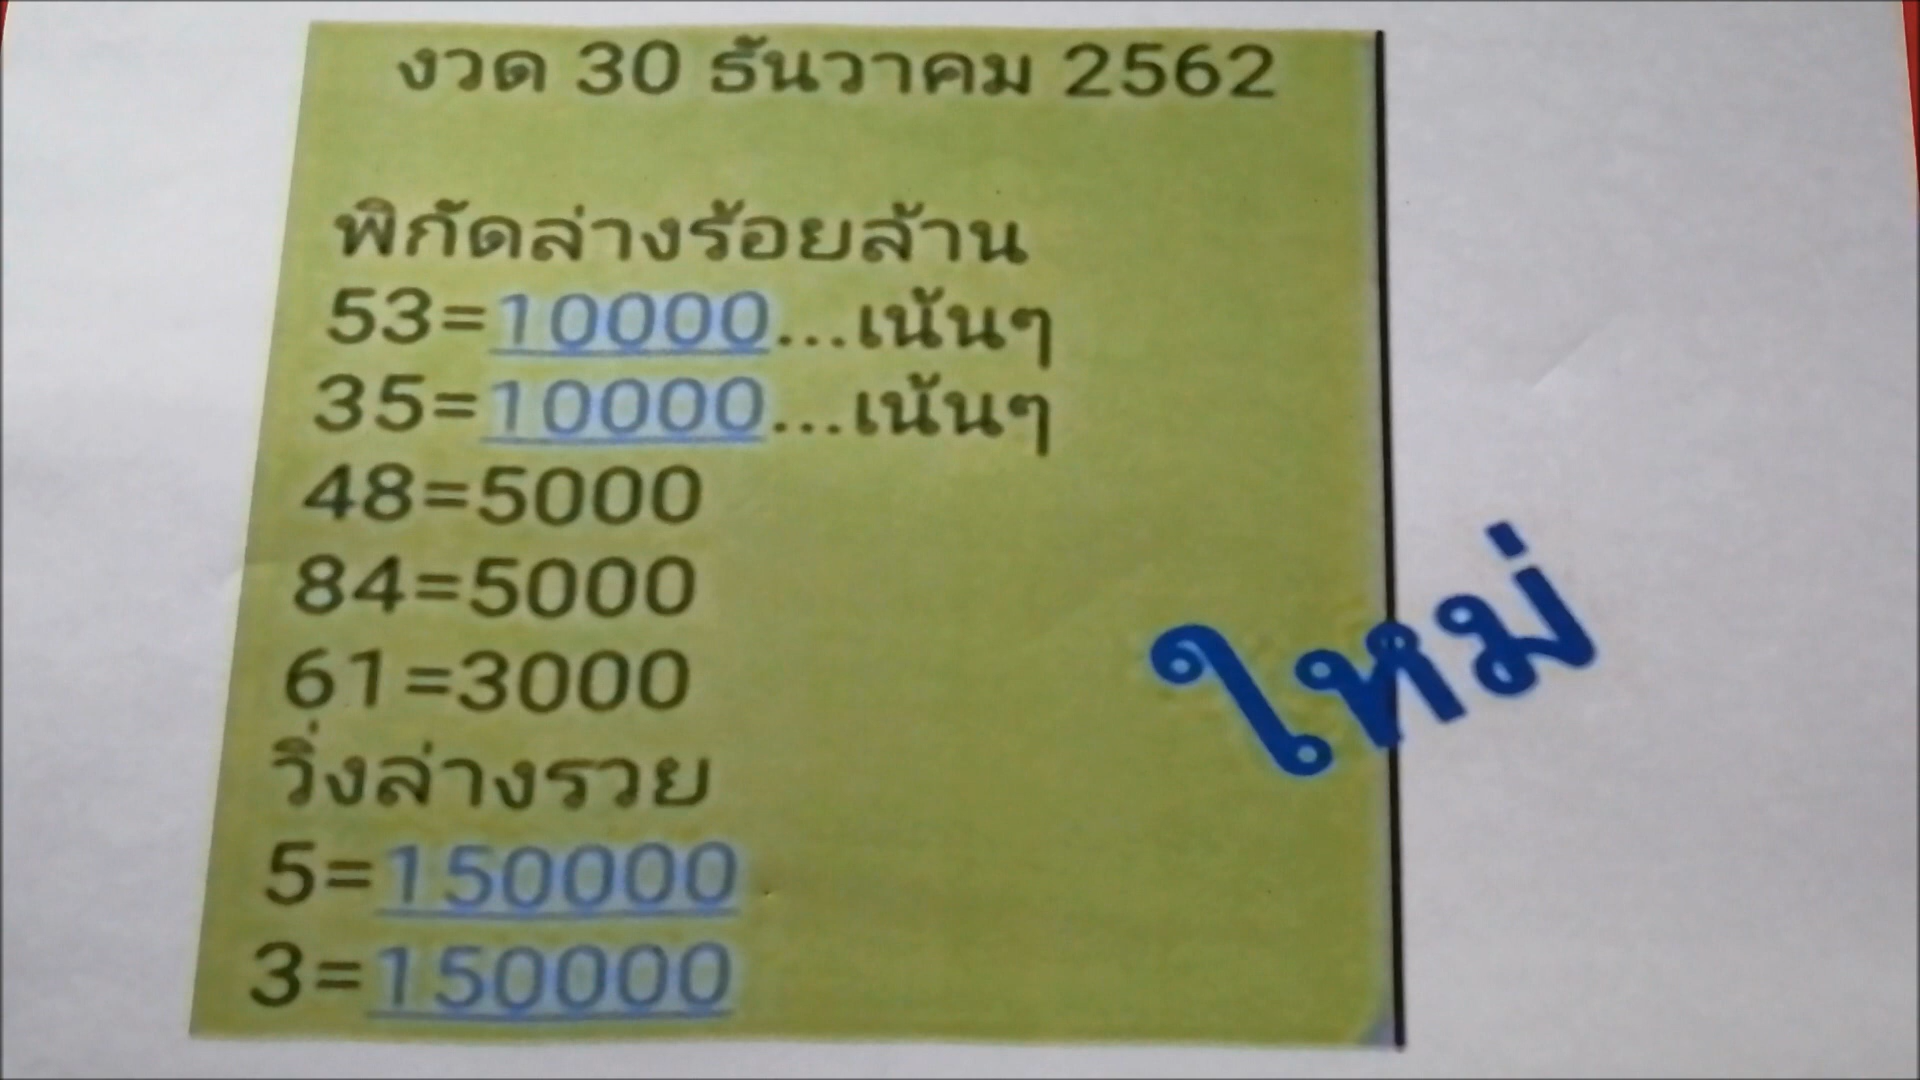 งวด 30 ธันวาคม 2562
พิกัดล่างร้อยล้าน
53=10000...เน้นๆ
35=10000...เน้นๆ
48=5000
84=5000
61=3000
วิ่งล่างรวย
5=150000
3=150000
ใหม่